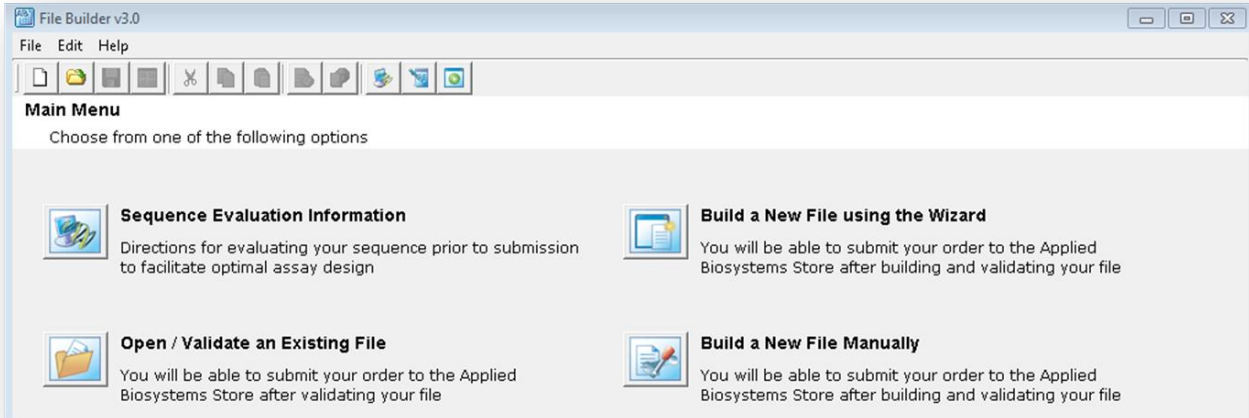 File Builder v3.0
File Edit Help
Main Menu
Choose from one of the following options
Sequence Evaluation Information
Directions for evaluating your sequence prior to submission
to facilitate optimal assay design
Build a New File using the Wizard
You will be able to submit your order to the Applied
Biosystems Store after building and validating your file
Open / Validate an Existing File
You will be able to submit your order to the Applied
Biosystems Store after validating your file
Build a New File Manually
You will be able to submit your order to the Applied
Biosystems Store after building and validating your file